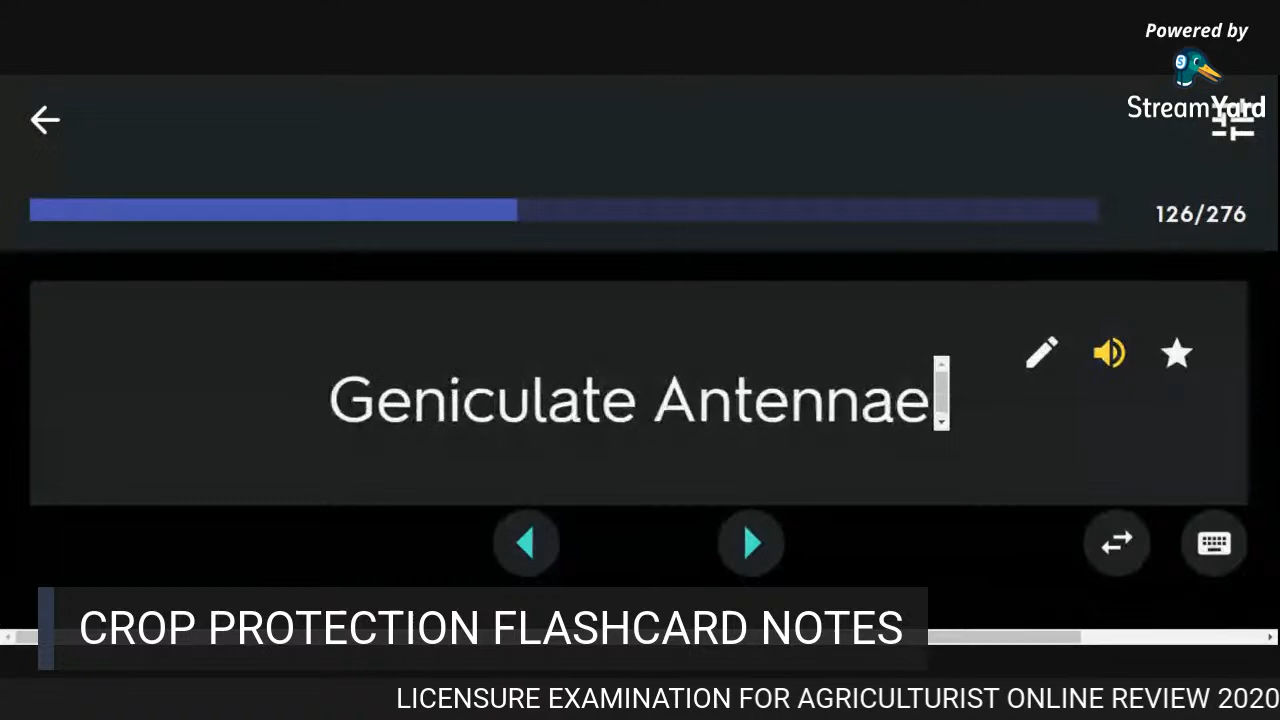 Powered by
StreamYard
126/276
Geniculate Antennae
CROP PROTECTION FLASHCARD NOTES
LICENSURE EXAMINATION FOR AGRICULTURIST ONLINE REVIEW 2020